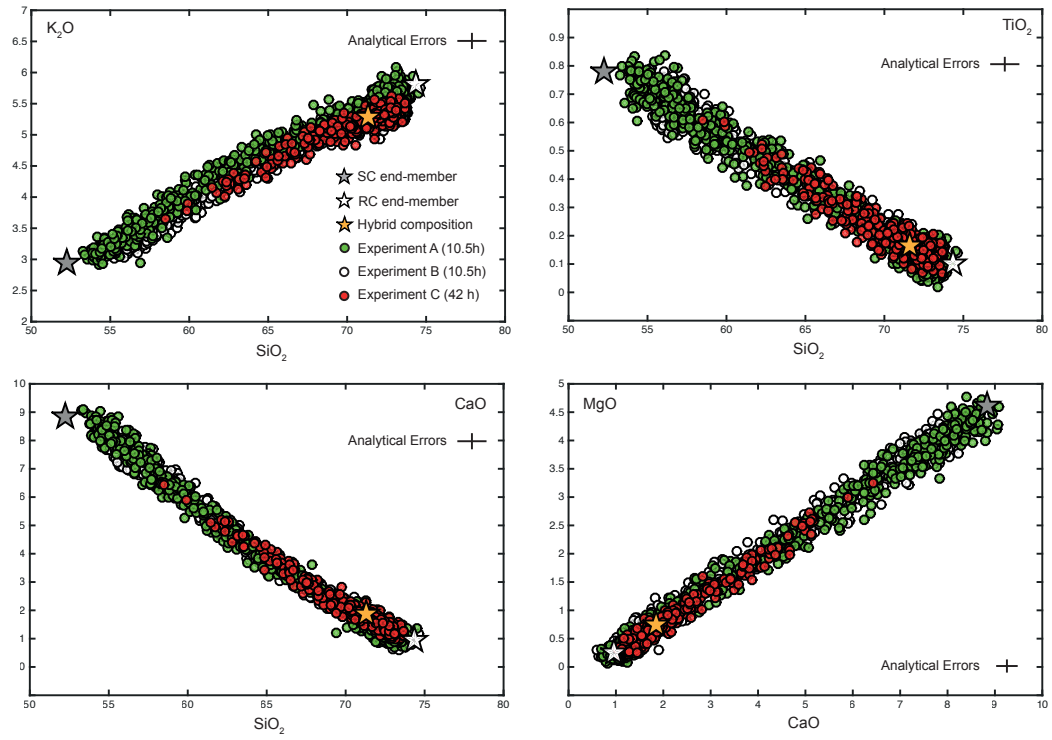 K₂O
Analytical Errors
7
6.5
6
5.5
5
4.5
4
3.5
3
2.5
2
SC end-member
RC end-member
Hybrid composition
Experiment A (10.5h)
Experiment B (10.5h)
Experiment C (42 h)
50 55 60 65 70 75 80
SiO₂
TiO₂
Analytical Errors
0.9
0.8
0.7
0.6
0.5
0.4
0.3
0.2
0.1
0
50 55 60 65 70 75 80
SiO₂
CaO
Analytical Errors
10
9
8
7
6
5
4
3
2
1
0
-1
50 55 60 65 70 75 80
SiO₂
MgO
5
4.5
4
3.5
3
2.5
2
1.5
1
0.5
0
-0.5
Analytical Errors
0 1 2 3 4 5 6 7 8 9 10
CaO